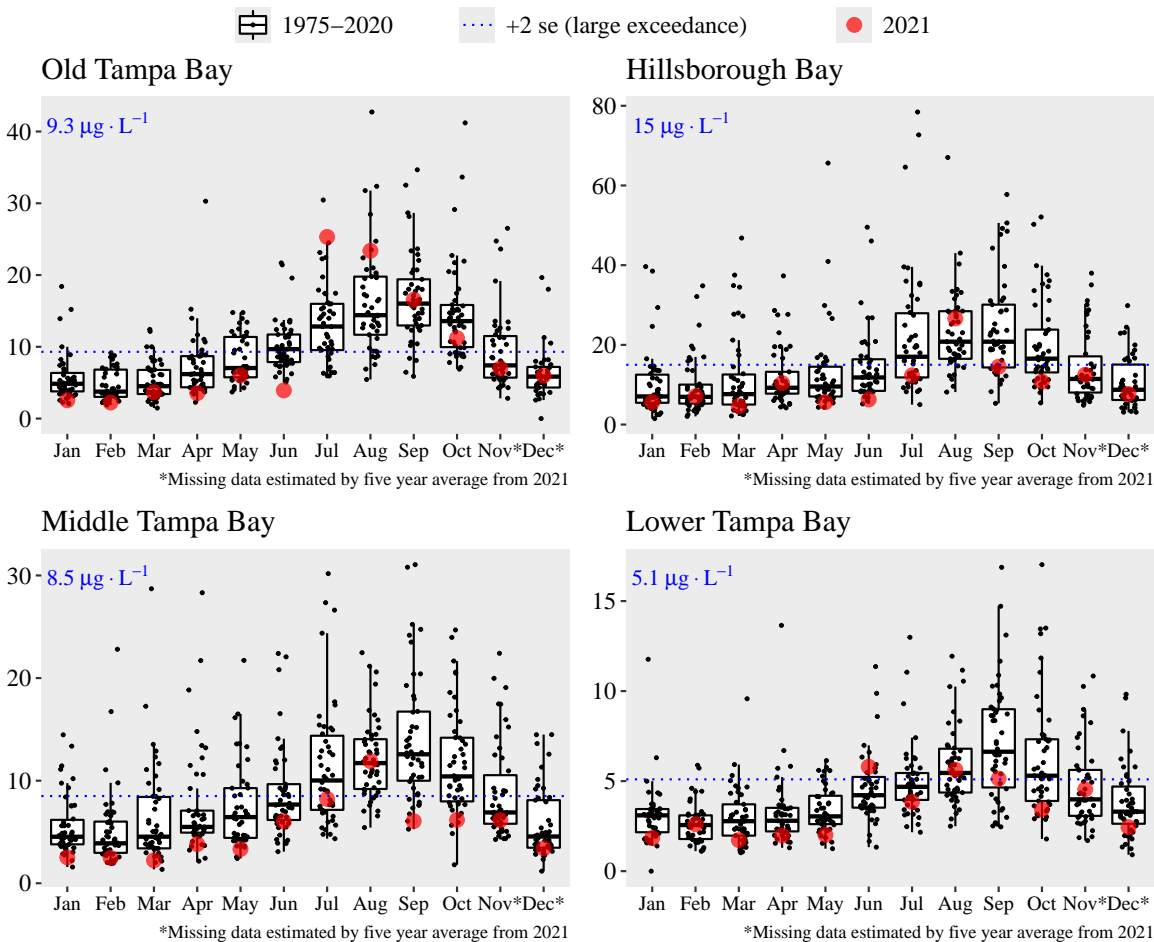 1975−2020 +2 se (large exceedance) 2021
Old Tampa Bay
9.3 μg · L⁻¹
40
30
20
10
0
Jan Feb Mar Apr May Jun Jul Aug Sep Oct Nov* Dec*
*Missing data estimated by five year average from 2021
Hillsborough Bay
15 μg · L⁻¹
80
60
40
20
0
Jan Feb Mar Apr May Jun Jul Aug Sep Oct Nov* Dec*
*Missing data estimated by five year average from 2021
Middle Tampa Bay
8.5 μg · L⁻¹
30
20
10
0
Jan Feb Mar Apr May Jun Jul Aug Sep Oct Nov* Dec*
*Missing data estimated by five year average from 2021
Lower Tampa Bay
5.1 μg · L⁻¹
15
10
5
0
Jan Feb Mar Apr May Jun Jul Aug Sep Oct Nov* Dec*
*Missing data estimated by five year average from 2021